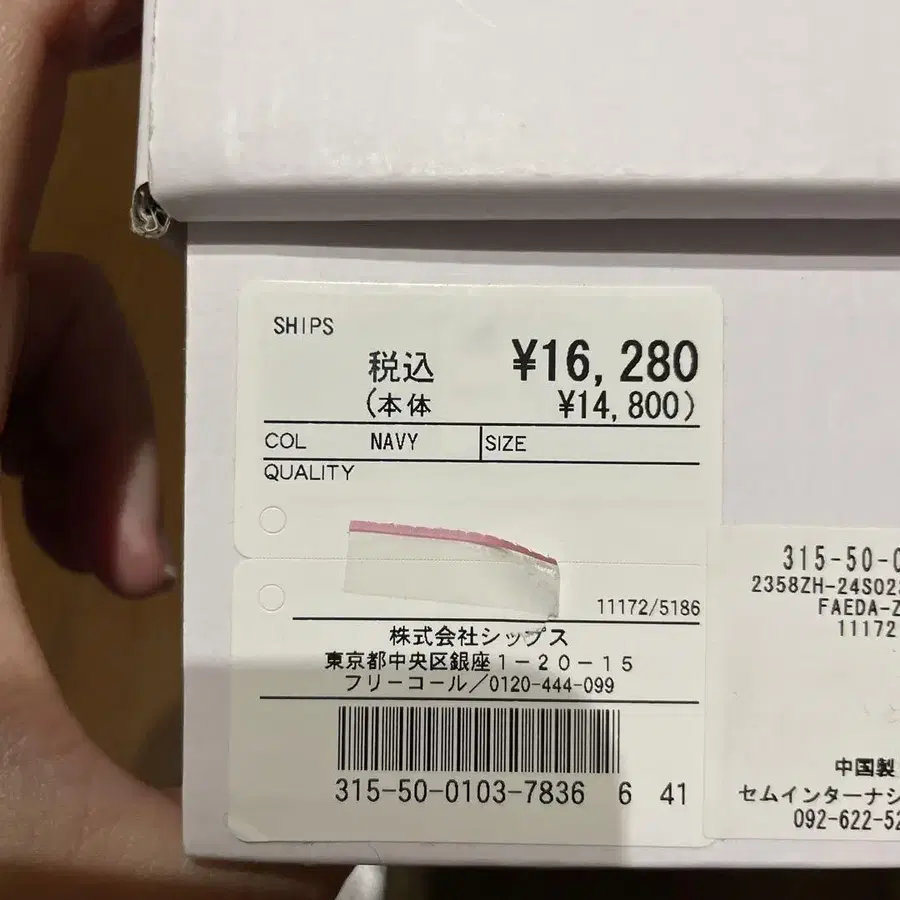 SHIPS
税込 ¥16,280
(本体 ¥14,800)
COL NAVY SIZE
QUALITY
11172/5186
株式会社シップス
東京都中央区銀座1-20-15
フリーコール/0120-444-099
315-50-0103-7836 6 41
315-50-0
2358ZH-24S02
FAEDA-Z
11172
中国製
セムインターナシ
092-622-52